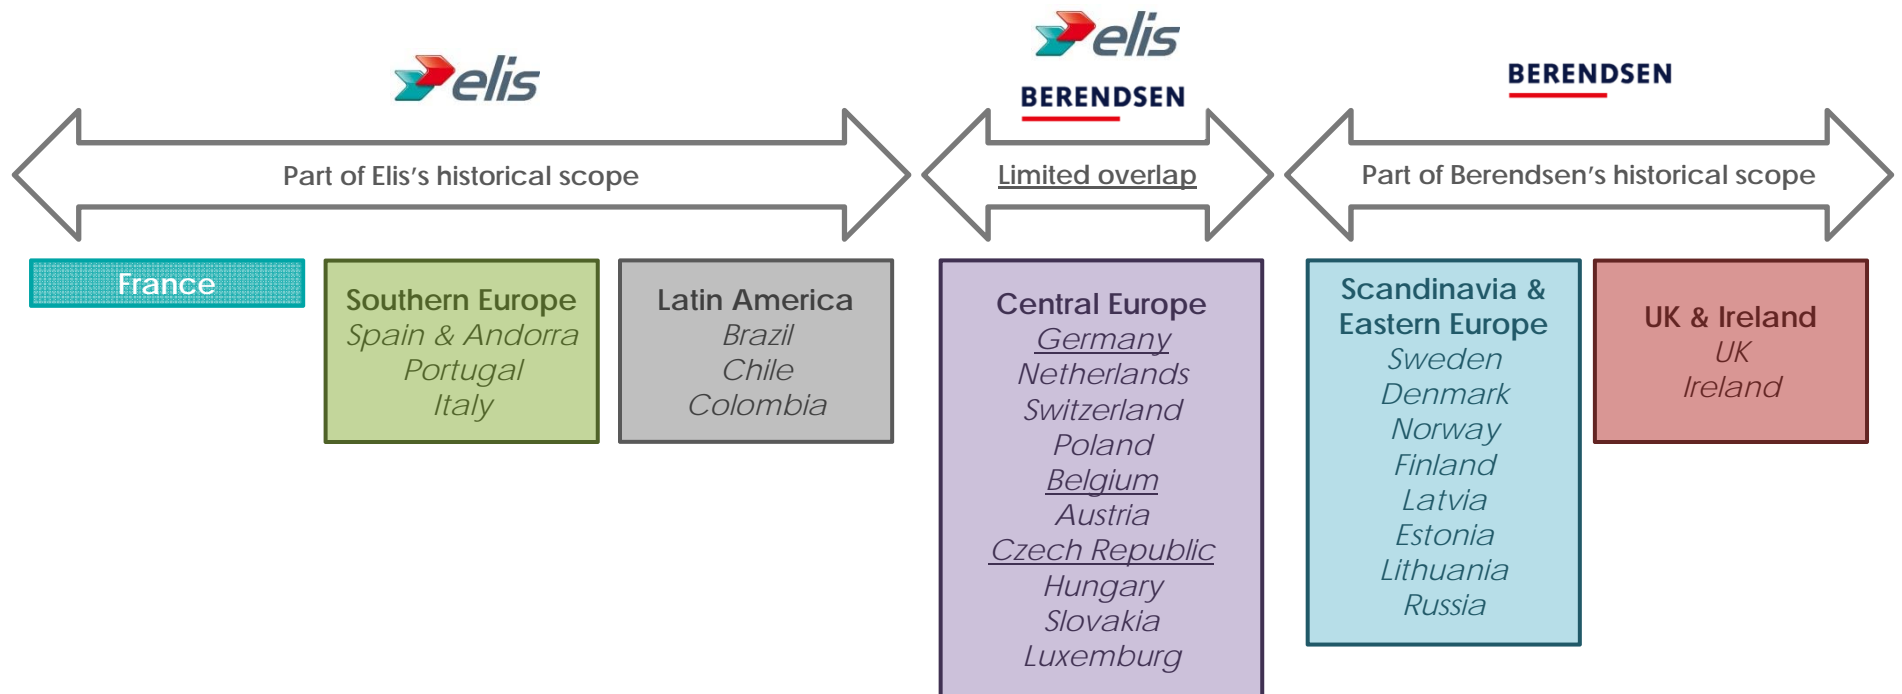 elis
elis
BERENDSEN
BERENDSEN
Part of Elis's historical scope
Limited overlap
Part of Berendsen's historical scope
France
Southern Europe
Spain & Andorra
Portugal
Italy
Latin America
Brazil
Chile
Colombia
Central Europe
Germany
Netherlands
Switzerland
Poland
Belgium
Austria
Czech Republic
Hungary
Slovakia
Luxemburg
Scandinavia &
Eastern Europe
Sweden
Denmark
Norway
Finland
Latvia
Estonia
Lithuania
Russia
UK & Ireland
UK
Ireland